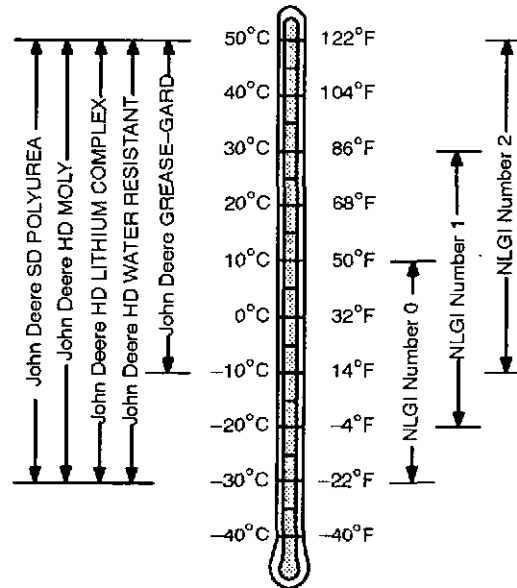 John Deere SD POLYUREA
John Deere HD MOLY
John Deere HD LITHIUM COMPLEX
John Deere HD WATER RESISTANT
John Deere GREASE-GARD
50°C 122°F
40°C 104°F
30°C 86°F
20°C 68°F
10°C 50°F
0°C 32°F
−10°C 14°F
−20°C −4°F
−30°C −22°F
−40°C −40°F
NLGI Number 0
NLGI Number 1
NLGI Number 2